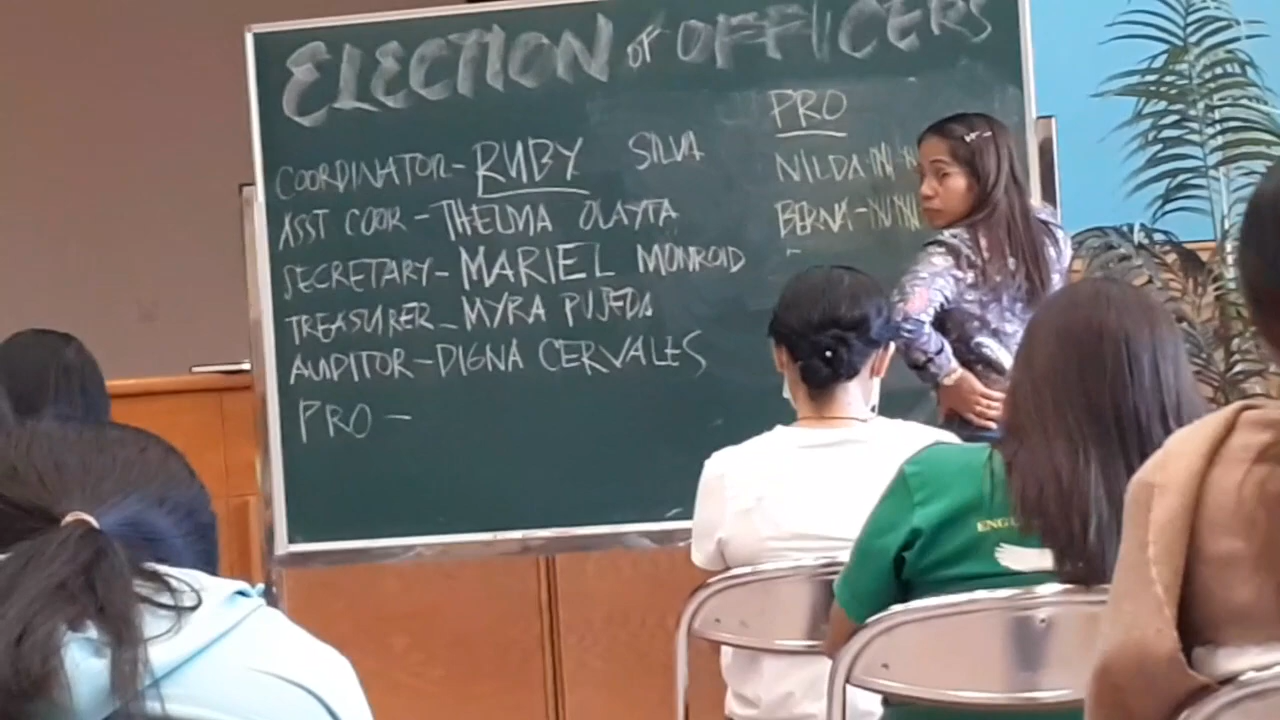 ELECTION OF OFFICERS
COORDINATOR - RUBY SILVA
ASST COOR - THELMA OLAYTA
SECRETARY - MARIEL MONROID
TREASURER - MYRA PUJEDA
AUDITOR - DIGNA CERVALES
PRO -
PRO
NILDA -
BERNA -